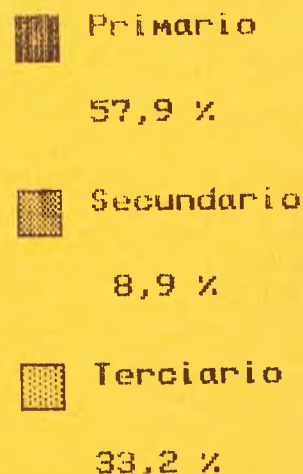 Primario
57,9 %
Secundario
8,9 %
Terciario
33,2 %